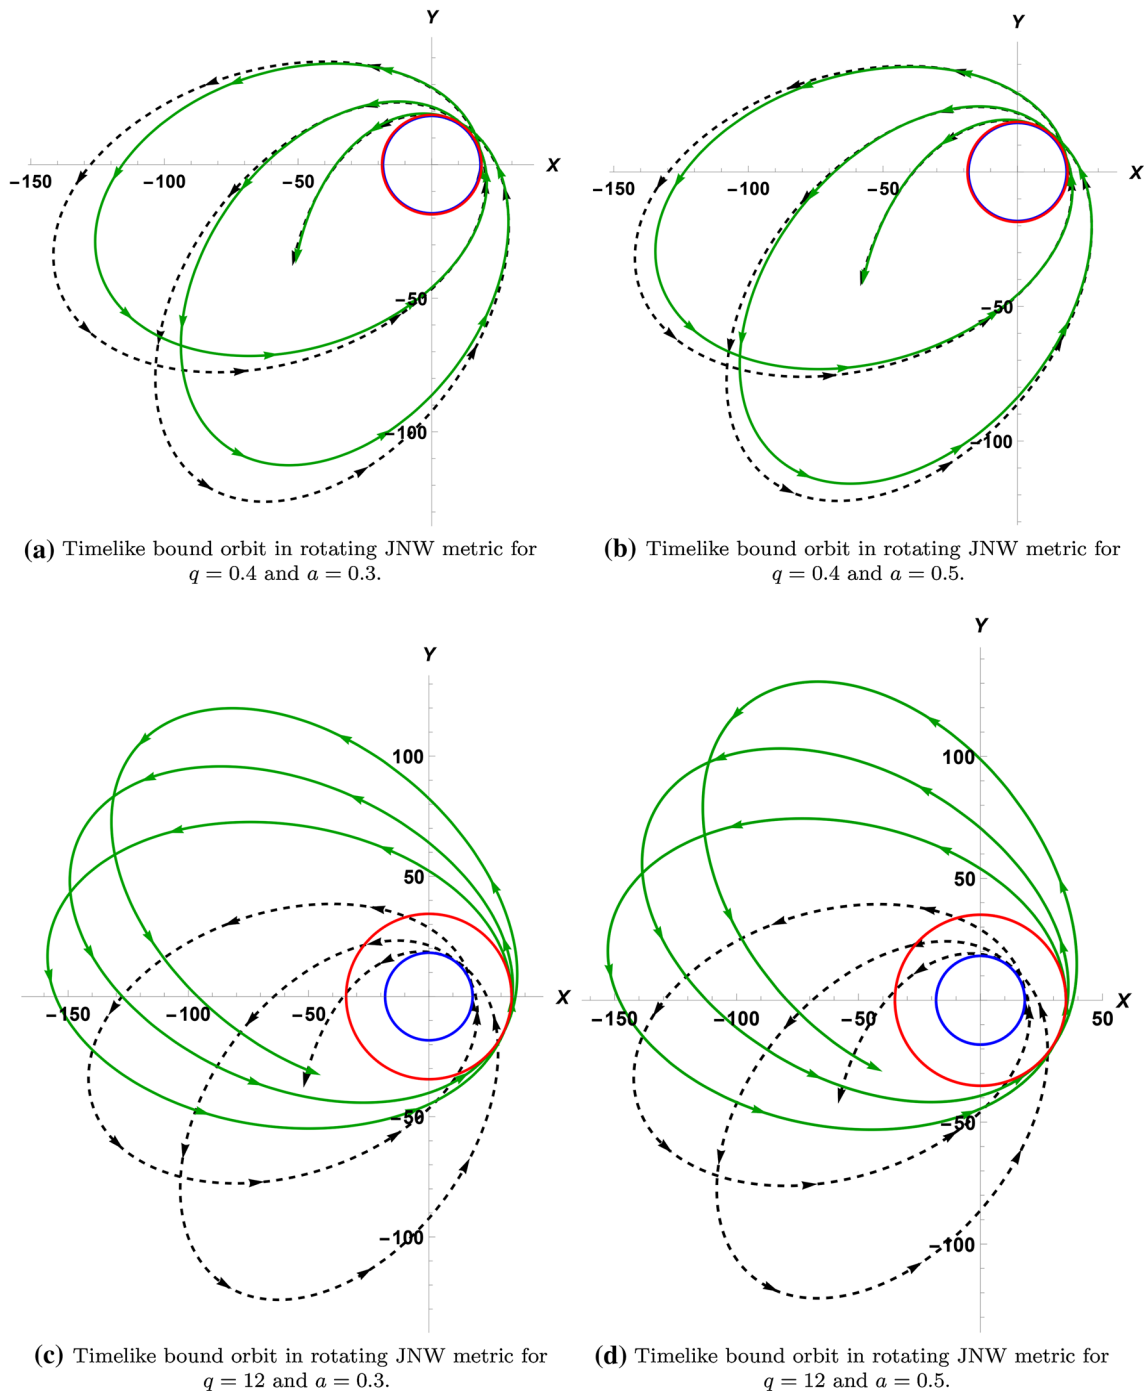 Y
Y
X
−150
−100
−50
−50
−100
X
−150
−100
−50
−50
−100
(a) Timelike bound orbit in rotating JNW metric for
q = 0.4 and a = 0.3.
(b) Timelike bound orbit in rotating JNW metric for
q = 0.4 and a = 0.5.
Y
100
50
X
−150
−100
−50
−50
−100
Y
100
50
X
−150
−100
−50
50
−50
−100
(c) Timelike bound orbit in rotating JNW metric for
q = 12 and a = 0.3.
(d) Timelike bound orbit in rotating JNW metric for
q = 12 and a = 0.5.